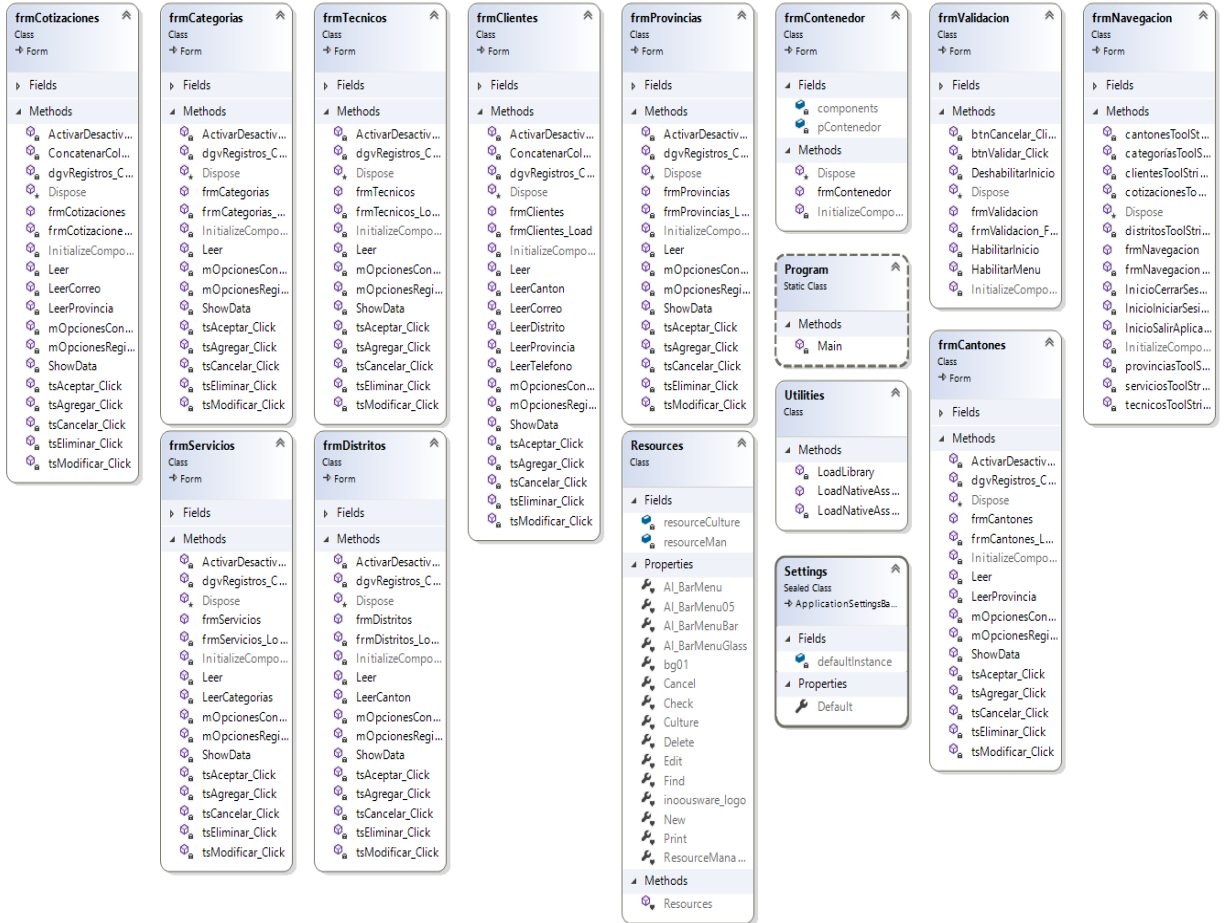 frmCotizaciones
Class
Form
Fields
Methods
ActivarDesactiv...
ConcatenarCol...
dgvRegistros_C...
Dispose
frmCotizaciones
frmCotizacione...
InitializeCompo...
Leer
LeerCorreo
LeerProvincia
mOpcionesCon...
mOpcionesRegi...
ShowData
tsAceptar_Click
tsAgregar_Click
tsCancelar_Click
tsEliminar_Click
tsModificar_Click
frmCategorias
Class
Form
Fields
Methods
ActivarDesactiv...
dgvRegistros_C...
Dispose
frmCategorias
frmCategorias_...
InitializeCompo...
Leer
mOpcionesCon...
mOpcionesRegi...
ShowData
tsAceptar_Click
tsAgregar_Click
tsCancelar_Click
tsEliminar_Click
tsModificar_Click
frmServicios
Class
Form
Fields
Methods
ActivarDesactiv...
dgvRegistros_C...
Dispose
frmServicios
frmServicios_Lo...
InitializeCompo...
Leer
LeerCategorias
mOpcionesCon...
mOpcionesRegi...
ShowData
tsAceptar_Click
tsAgregar_Click
tsCancelar_Click
tsEliminar_Click
tsModificar_Click
frmTecnicos
Class
Form
Fields
Methods
ActivarDesactiv...
dgvRegistros_C...
Dispose
frmTecnicos
frmTecnicos_Lo...
InitializeCompo...
Leer
mOpcionesCon...
mOpcionesRegi...
ShowData
tsAceptar_Click
tsAgregar_Click
tsCancelar_Click
tsEliminar_Click
tsModificar_Click
frmDistritos
Class
Form
Fields
Methods
ActivarDesactiv...
dgvRegistros_C...
Dispose
frmDistritos
frmDistritos_Lo...
InitializeCompo...
Leer
LeerCanton
mOpcionesCon...
mOpcionesRegi...
ShowData
tsAceptar_Click
tsAgregar_Click
tsCancelar_Click
tsEliminar_Click
tsModificar_Click
frmClientes
Class
Form
Fields
Methods
ActivarDesactiv...
ConcatenarCol...
dgvRegistros_C...
Dispose
frmClientes
frmClientes_Load
InitializeCompo...
Leer
LeerCanton
LeerCorreo
LeerDistrito
LeerProvincia
LeerTelefono
mOpcionesCon...
mOpcionesRegi...
ShowData
tsAceptar_Click
tsAgregar_Click
tsCancelar_Click
tsEliminar_Click
tsModificar_Click
frmProvincias
Class
Form
Fields
Methods
ActivarDesactiv...
dgvRegistros_C...
Dispose
frmProvincias
frmProvincias_L...
InitializeCompo...
Leer
mOpcionesCon...
mOpcionesRegi...
ShowData
tsAceptar_Click
tsAgregar_Click
tsCancelar_Click
tsEliminar_Click
tsModificar_Click
Resources
Class
Fields
resourceCulture
resourceMan
Properties
AI_BarMenu
AI_BarMenu05
AI_BarMenuBar
AI_BarMenuGlass
bg01
Cancel
Check
Culture
Delete
Edit
Find
inoousware_logo
New
Print
ResourceMana...
Methods
Resources
frmContenedor
Class
Form
Fields
components
pContenedor
Methods
Dispose
frmContenedor
InitializeCompo...
Program
Static Class
Methods
Main
Utilities
Class
Methods
LoadLibrary
LoadNativeAss...
LoadNativeAss...
Settings
Sealed Class
ApplicationSettingsBa...
Fields
defaultInstance
Properties
Default
frmValidacion
Class
Form
Fields
Methods
btnCancelar_Cli...
btnValidar_Click
DeshabilitarInicio
Dispose
frmValidacion
frmValidacion_F...
HabilitarInicio
HabilitarMenu
InitializeCompo...
frmCantones
Class
Form
Fields
Methods
ActivarDesactiv...
dgvRegistros_C...
Dispose
frmCantones
frmCantones_L...
InitializeCompo...
Leer
LeerProvincia
mOpcionesCon...
mOpcionesRegi...
ShowData
tsAceptar_Click
tsAgregar_Click
tsCancelar_Click
tsEliminar_Click
tsModificar_Click
frmNavegacion
Class
Form
Fields
Methods
cantonesToolSt...
categoríasToolS...
clientesToolStri...
cotizacionesTo...
Dispose
distritosToolStri...
frmNavegacion
frmNavegacion...
InicioCerrarSes...
InicioIniciarSesi...
InicioSalirAplica...
InitializeCompo...
provinciasToolS...
serviciosToolStr...
tecnicosToolStri...